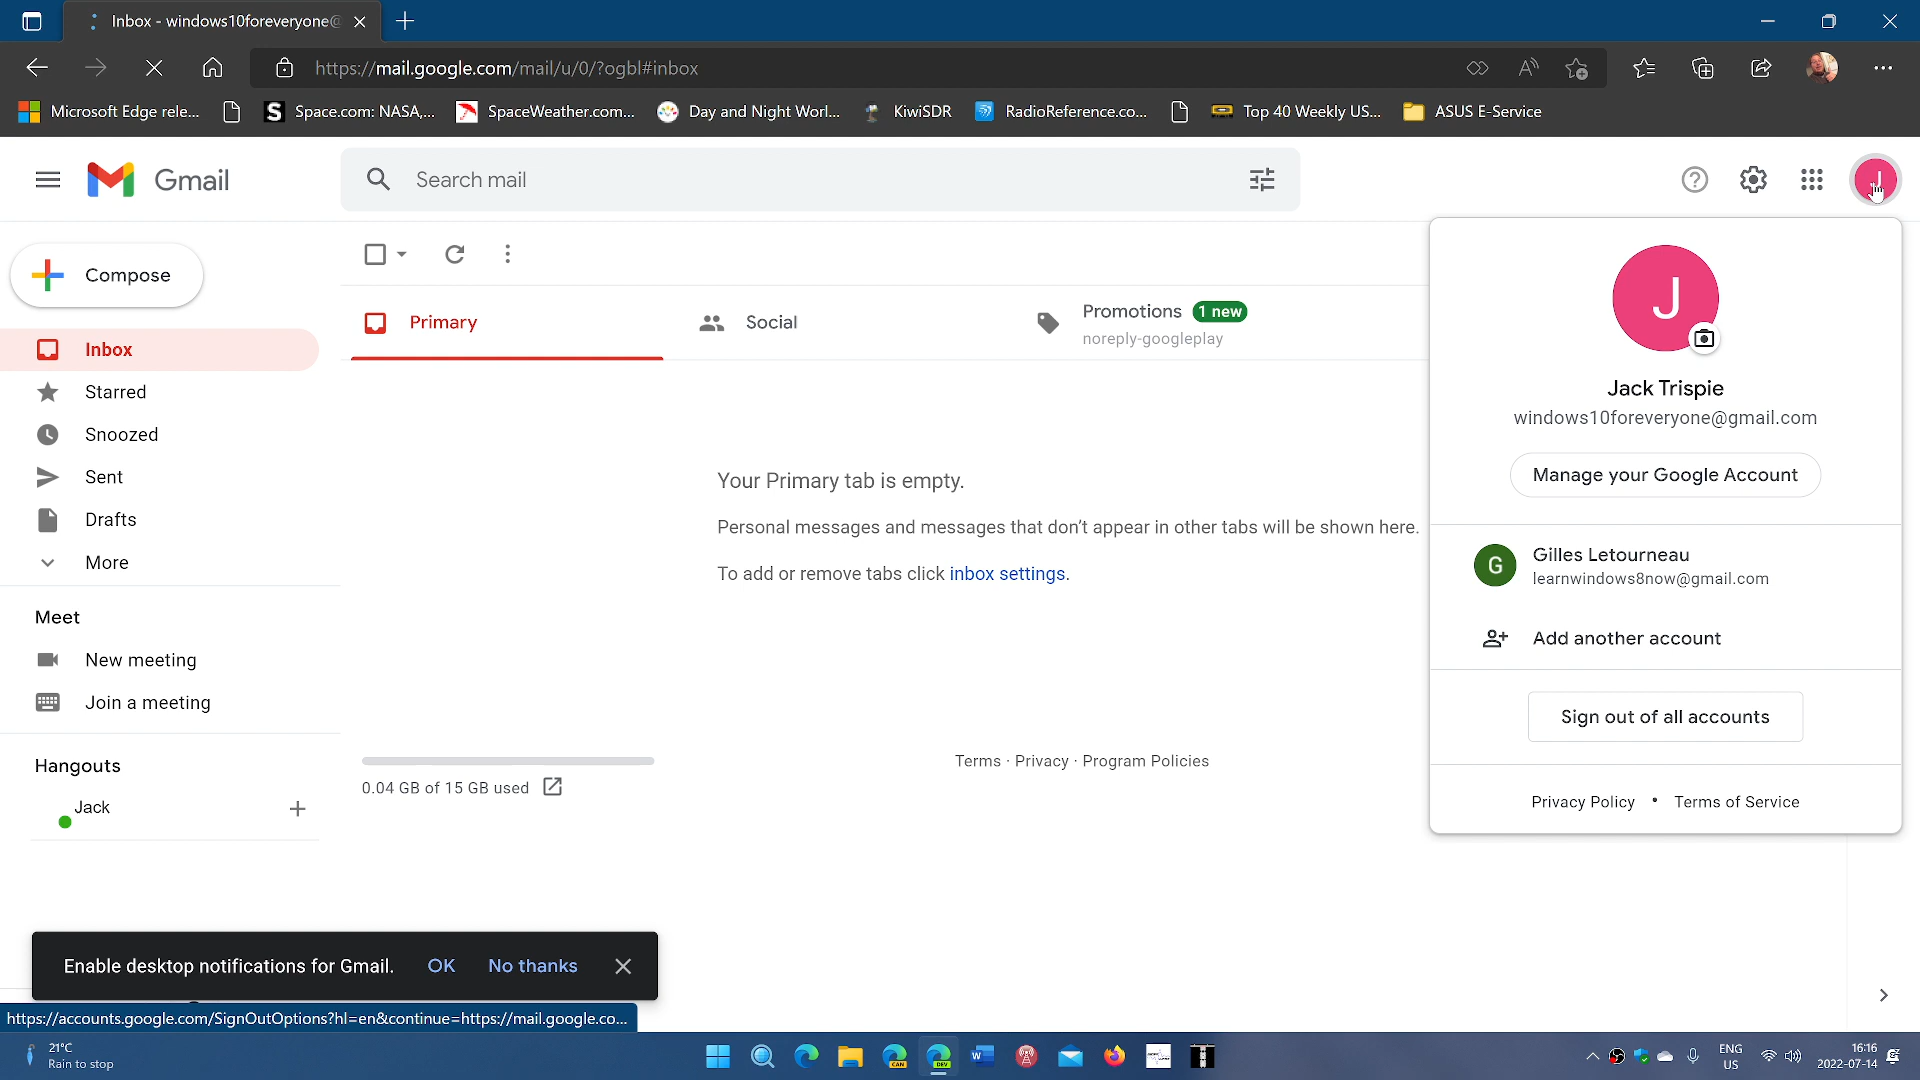 Inbox - windows10foreveryone@
https://mail.google.com/mail/u/0/?ogbl#inbox
Microsoft Edge rele...
Space.com: NASA,...
SpaceWeather.com...
Day and Night Worl...
KiwiSDR
RadioReference.co...
Top 40 Weekly US...
ASUS E-Service
Gmail
Search mail
J
Compose
Inbox
Starred
Snoozed
Sent
Drafts
More
Meet
New meeting
Join a meeting
Hangouts
Jack
Primary
Social
Promotions 1 new
noreply-googleplay
Your Primary tab is empty.
Personal messages and messages that don't appear in other tabs will be shown here.
To add or remove tabs click inbox settings.
0.04 GB of 15 GB used
Terms · Privacy · Program Policies
J
Jack Trispie
windows10foreveryone@gmail.com
Manage your Google Account
G
Gilles Letourneau
learnwindows8now@gmail.com
Add another account
Sign out of all accounts
Privacy Policy • Terms of Service
Enable desktop notifications for Gmail. OK No thanks
https://accounts.google.com/SignOutOptions?hl=en&continue=https://mail.google.co...
21°C
Rain to stop
CAN
DEV
W
ENG
US
16:16
2022-07-14